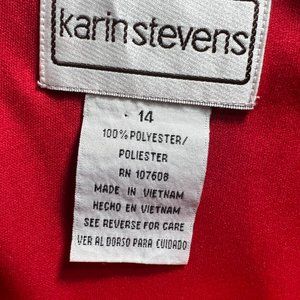 karin stevens
14
100% POLYESTER/
POLIESTER
RN 107608
MADE IN VIETNAM
HECHO EN VIETNAM
SEE REVERSE FOR CARE
VER AL DORSO PARA CUIDADO